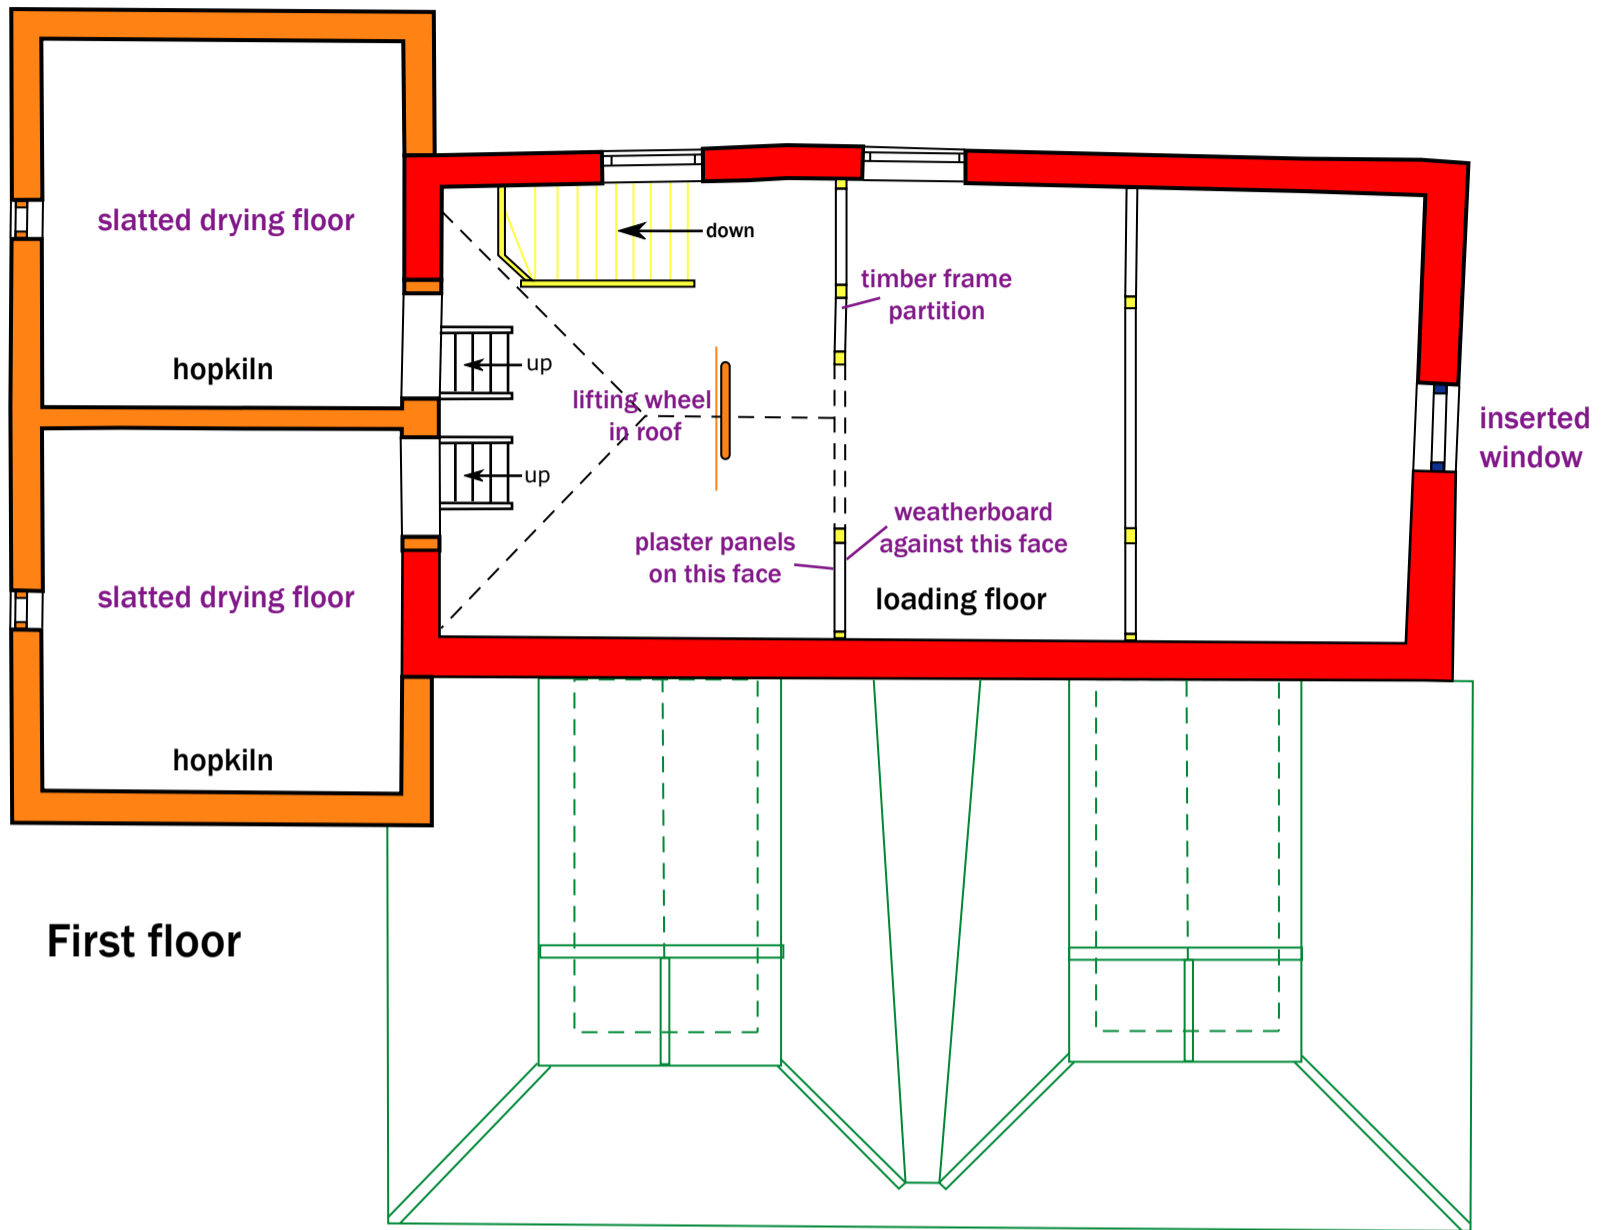 slatted drying floor
down
timber frame
partition
hopkiln
up
lifting wheel
in roof
inserted
window
up
weatherboard
against this face
plaster panels
on this face
slatted drying floor
loading floor
hopkiln
First floor